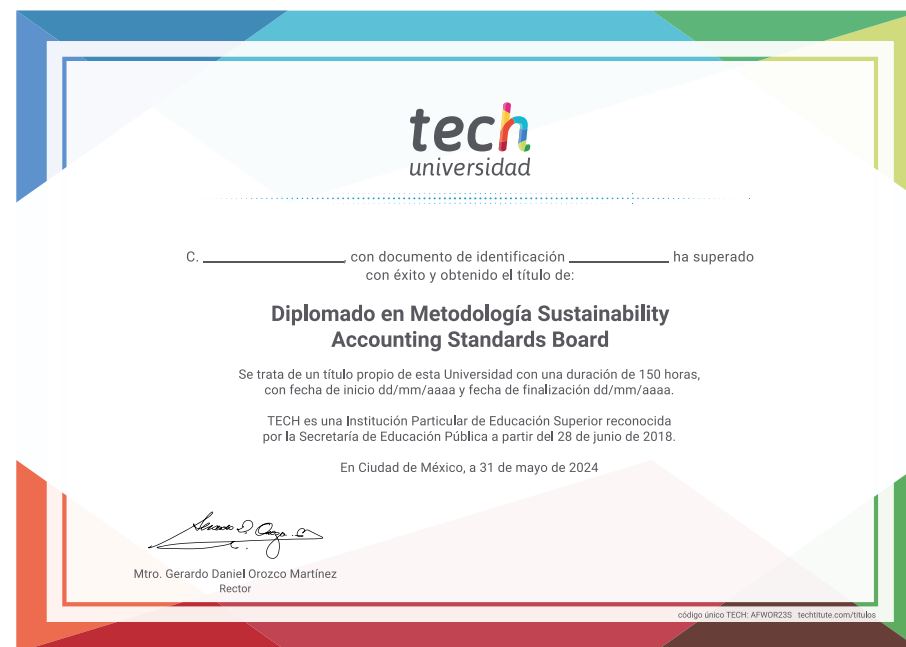 tech
universidad
C. ____________, con documento de identificación ____________ ha superado
con éxito y obtenido el título de:
Diplomado en Metodología Sustainability
Accounting Standards Board
Se trata de un título propio de esta Universidad con una duración de 150 horas,
con fecha de inicio dd/mm/aaaa y fecha de finalización dd/mm/aaaa.
TECH es una Institución Particular de Educación Superior reconocida
por la Secretaría de Educación Pública a partir del 28 de junio de 2018.
En Ciudad de México, a 31 de mayo de 2024
Mtro. Gerardo Daniel Orozco Martínez
Rector
código único TECH: AFWOR23S techtitute.com/titulos